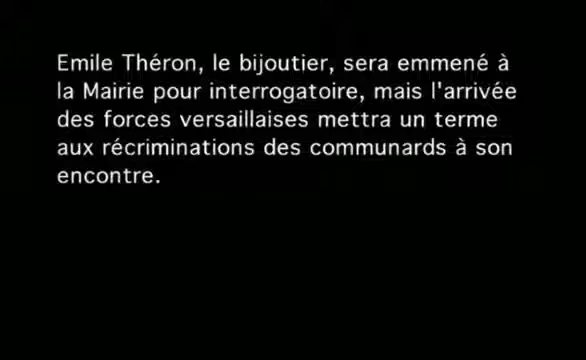 Emile Théron, le bijoutier, sera emmené à
la Mairie pour interrogatoire, mais l'arrivée
des forces versaillaises mettra un terme
aux récriminations des communards à son
encontre.